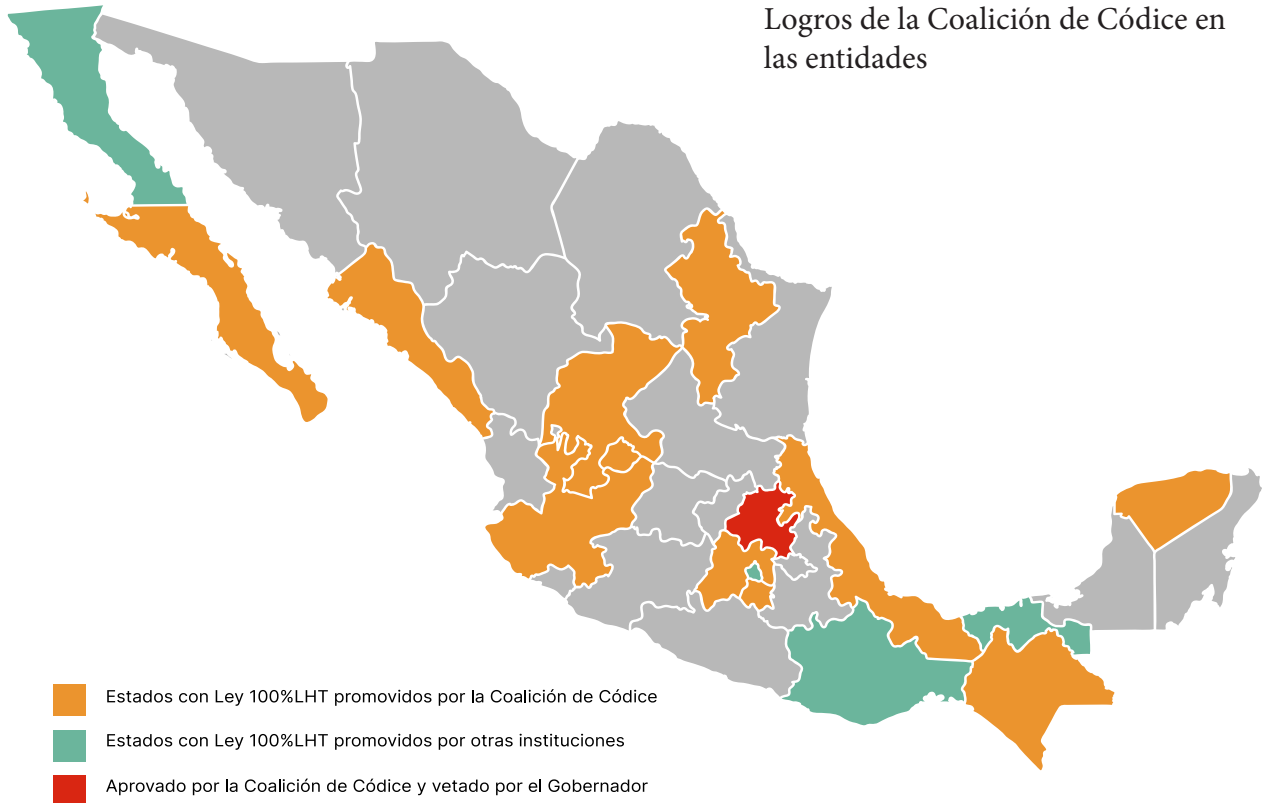 Logros de la Coalición de Códice en
las entidades
Estados con Ley 100%LHT promovidos por la Coalición de Códice
Estados con Ley 100%LHT promovidos por otras instituciones
Aprovado por la Coalición de Códice y vetado por el Gobernador